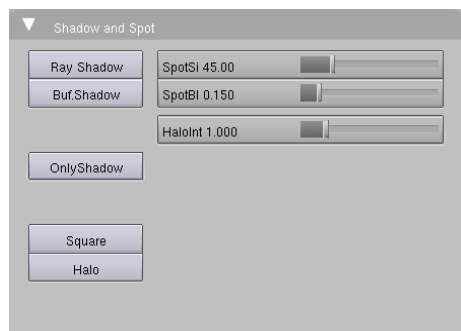 Shadow and Spot
Ray Shadow
SpotSi 45.00
Buf.Shadow
SpotBl 0.150
HaloInt 1.000
OnlyShadow
Square
Halo